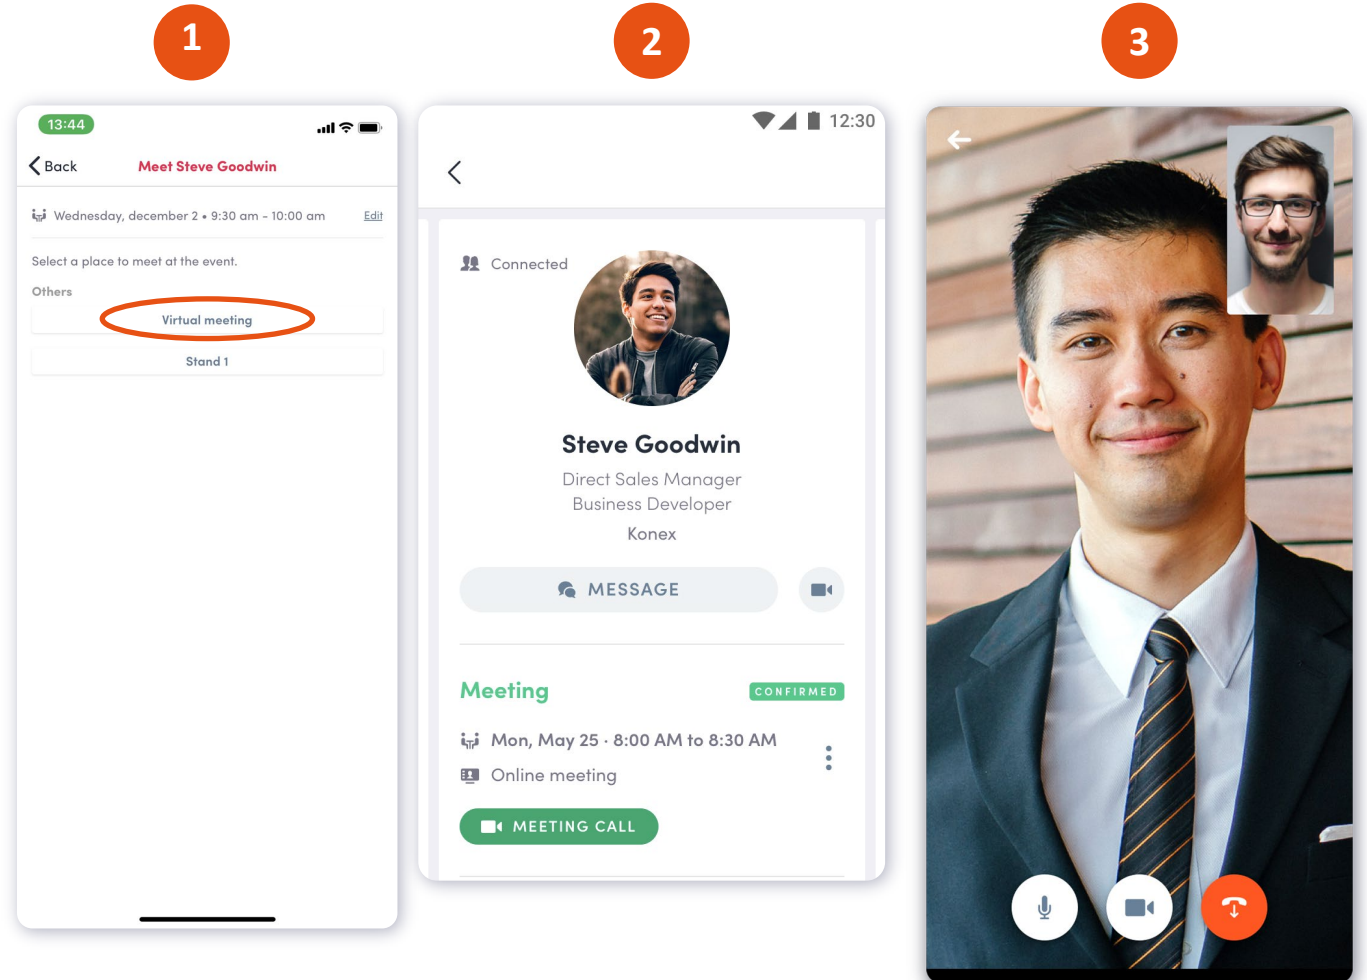 1
2
3
13:44
Back
Meet Steve Goodwin
Wednesday, december 2 • 9:30 am - 10:00 am
Edit
Select a place to meet at the event.
Others
Virtual meeting
Stand 1
12:30
Connected
Steve Goodwin
Direct Sales Manager
Business Developer
Konex
MESSAGE
Meeting
CONFIRMED
Mon, May 25 · 8:00 AM to 8:30 AM
Online meeting
MEETING CALL